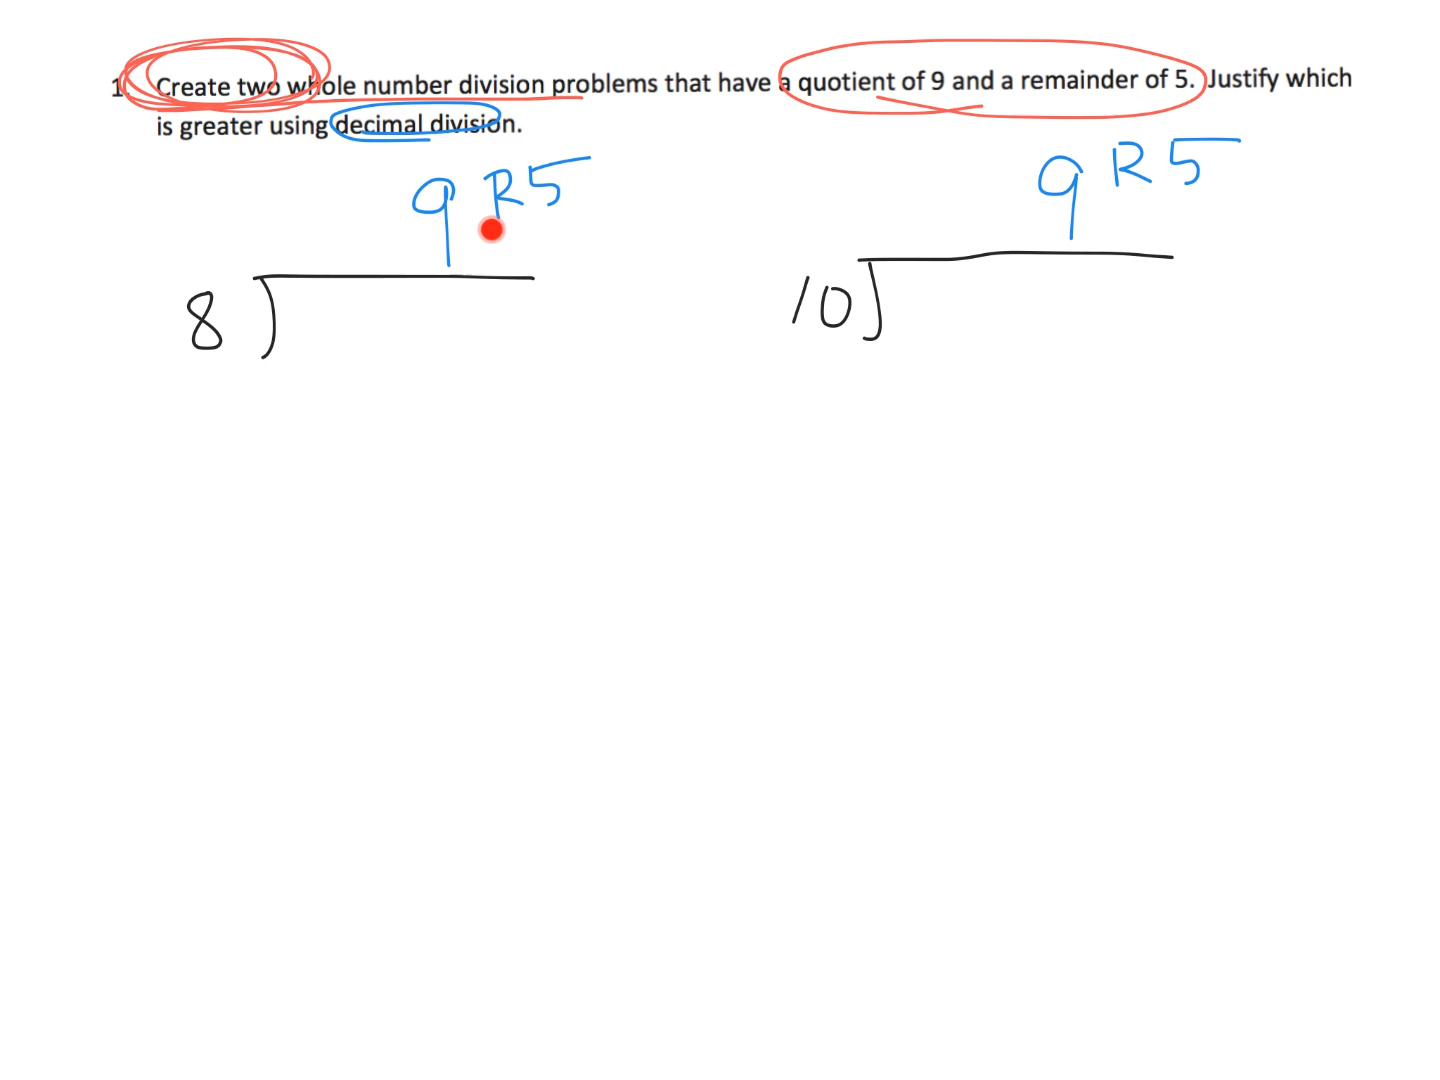 1. Create two whole number division problems that have a quotient of 9 and a remainder of 5. Justify which
is greater using decimal division.
9 R5
8
9 R5
10